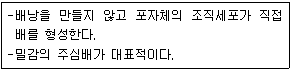 -배낭을 만들지 않고 포자체의 조직세포가 직접
배를 형성한다.
-밀감의 주심배가 대표적이다.